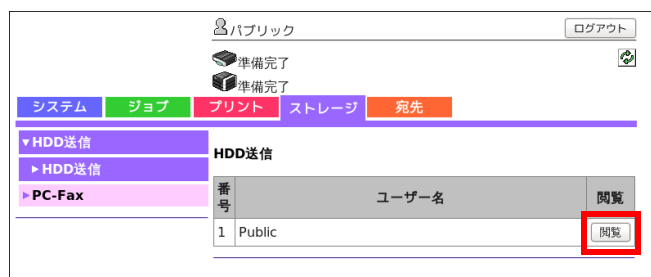 パブリック
ログアウト
準備完了
準備完了
システム
ジョブ
プリント
ストレージ
宛先
▼HDD送信
▶HDD送信
▶PC-Fax
HDD送信
番号 ユーザー名 閲覧
1 Public 閲覧